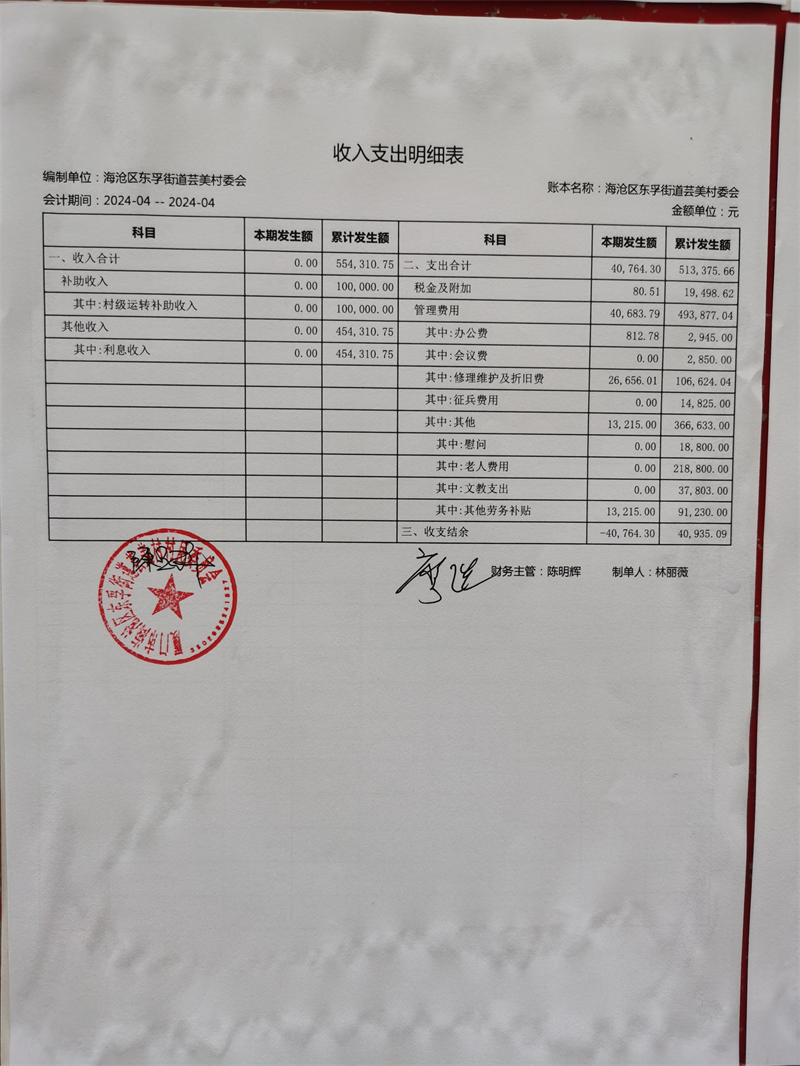 收入支出明细表
编制单位：海沧区东孚街道芸美村委会
账本名称：海沧区东孚街道芸美村委会
会计期间：2024-04 -- 2024-04
金额单位：元
科目 本期发生额 累计发生额 科目 本期发生额 累计发生额
一、收入合计 0.00 554,310.75 二、支出合计 40,764.30 513,375.66
补助收入 0.00 100,000.00 税金及附加 80.51 19,498.62
其中:村级运转补助收入 0.00 100,000.00 管理费用 40,683.79 493,877.04
其他收入 0.00 454,310.75 其中:办公费 812.78 2,945.00
其中:利息收入 0.00 454,310.75 其中:会议费 0.00 2,850.00
其中:修理维护及折旧费 26,656.01 106,624.04
其中:征兵费用 0.00 14,825.00
其中:其他 13,215.00 366,633.00
其中:慰问 0.00 18,800.00
其中:老人费用 0.00 218,800.00
其中:文教支出 0.00 37,803.00
其中:其他劳务补贴 13,215.00 91,230.00
三、收支结余 -40,764.30 40,935.09
财务主管：陈明辉 制单人：林丽薇